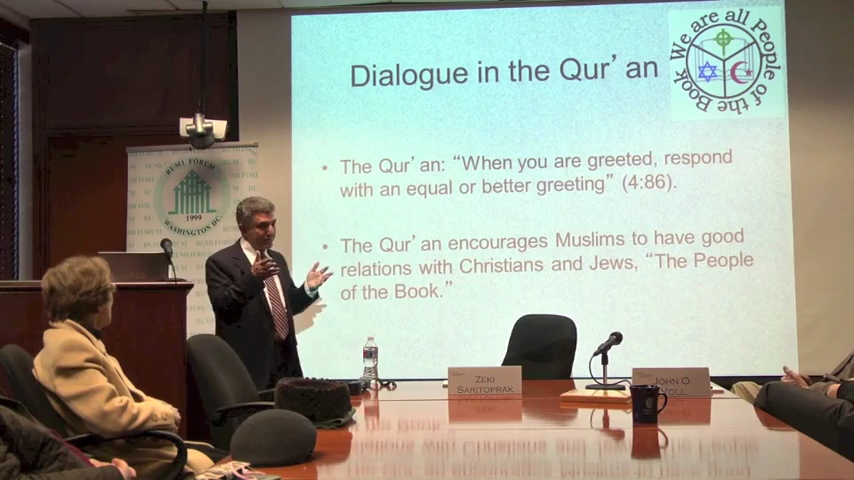 Dialogue in the Qur'an
We are all People of the Book
• The Qur'an: "When you are greeted, respond
with an equal or better greeting" (4:86).
• The Qur'an encourages Muslims to have good
relations with Christians and Jews, "The People
of the Book."
RUMI FORUM
1999
WASHINGTON DC.
ZEKI
SARITOPRAK
JOHN O
VOLL